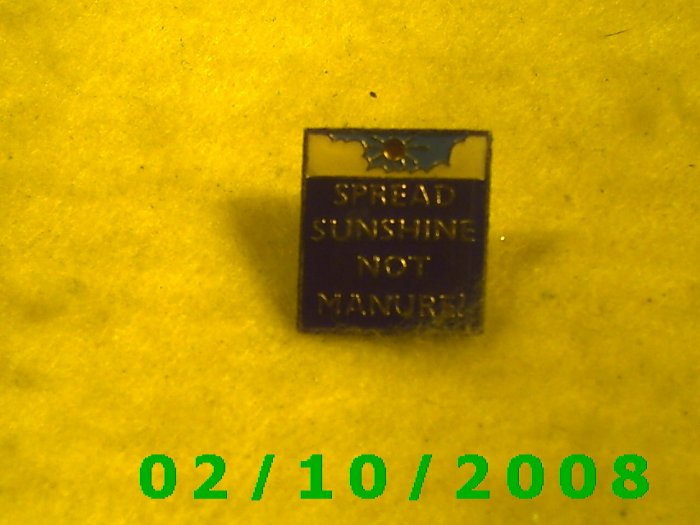 SPREAD
SUNSHINE
NOT
MANURE!
02/10/2008